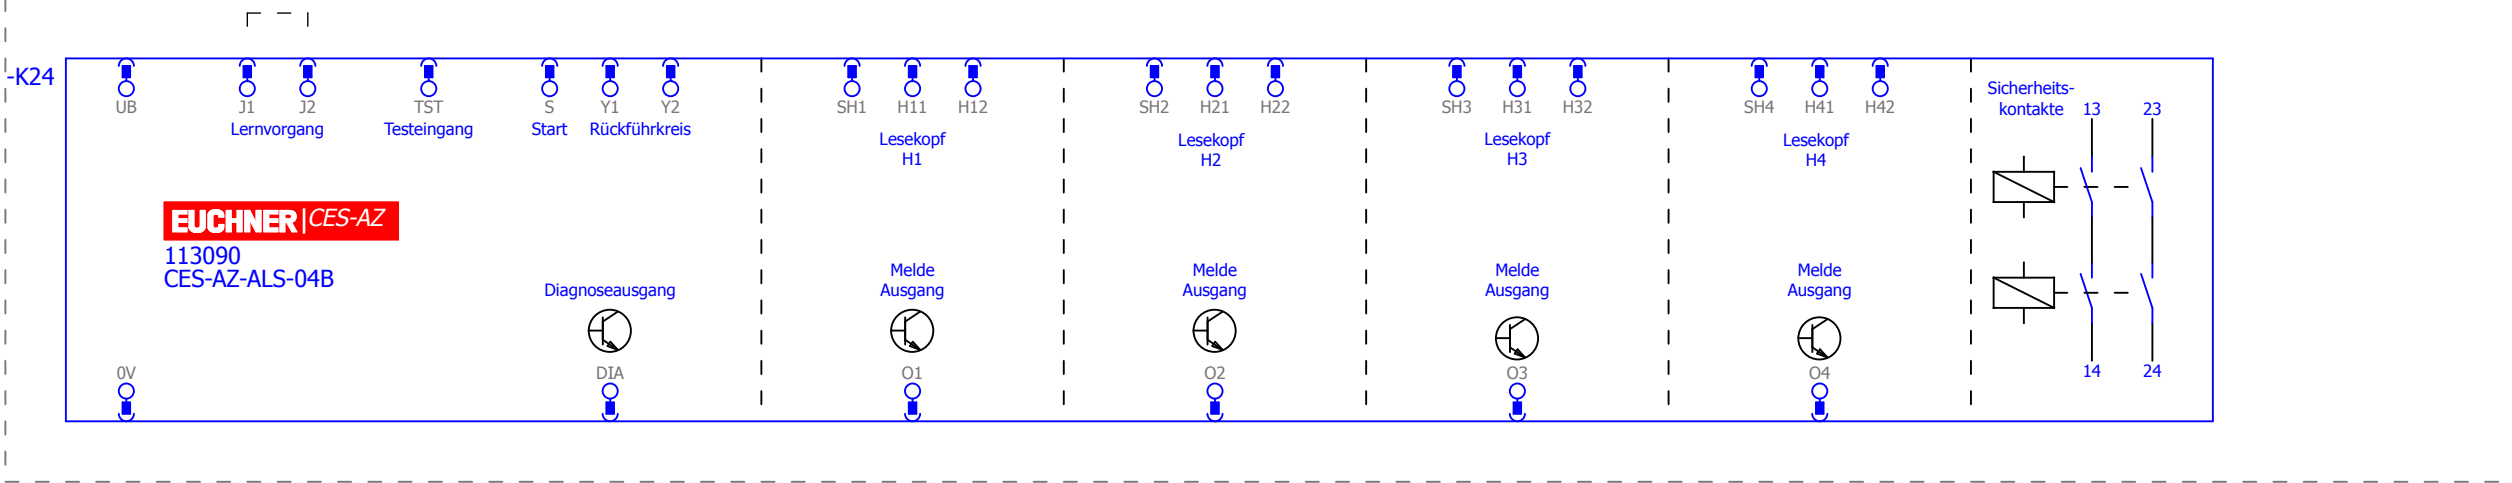 -K24
UB J1 J2 TST S Y1 Y2 SH1 H11 H12 SH2 H21 H22 SH3 H31 H32 SH4 H41 H42
Lernvorgang Testeingang Start Rückführkreis
Lesekopf
H1
Lesekopf
H2
Lesekopf
H3
Lesekopf
H4
Sicherheits-
kontakte
13 23
EUCHNER CES-AZ
113090
CES-AZ-ALS-04B
Diagnoseausgang
Melde
Ausgang
Melde
Ausgang
Melde
Ausgang
Melde
Ausgang
0V DIA O1 O2 O3 O4
14 24